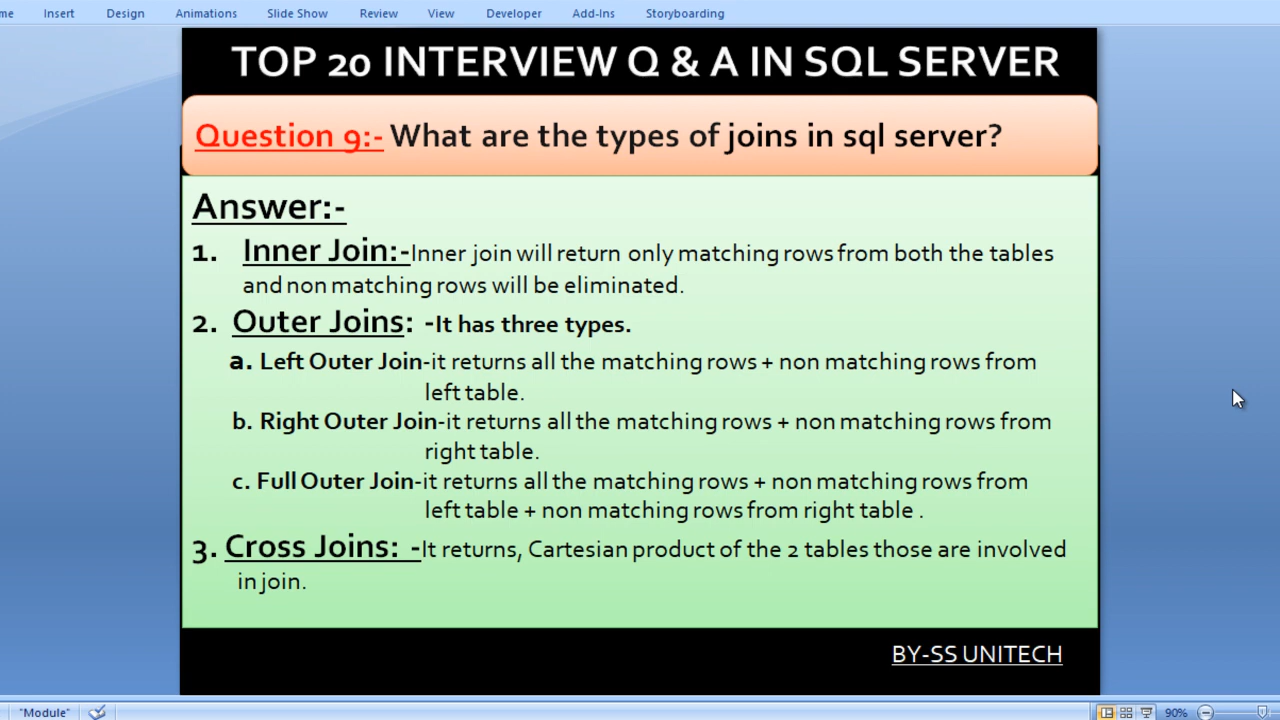 me Insert Design Animations Slide Show Review View Developer Add-Ins Storyboarding
TOP 20 INTERVIEW Q & A IN SQL SERVER
Question 9:- What are the types of joins in sql server?
Answer:-
1. Inner Join:-Inner join will return only matching rows from both the tables
and non matching rows will be eliminated.
2. Outer Joins: -It has three types.
a. Left Outer Join-it returns all the matching rows + non matching rows from
left table.
b. Right Outer Join-it returns all the matching rows + non matching rows from
right table.
c. Full Outer Join-it returns all the matching rows + non matching rows from
left table + non matching rows from right table .
3. Cross Joins: -It returns, Cartesian product of the 2 tables those are involved
in join.
BY-SS UNITECH
"Module" 90%